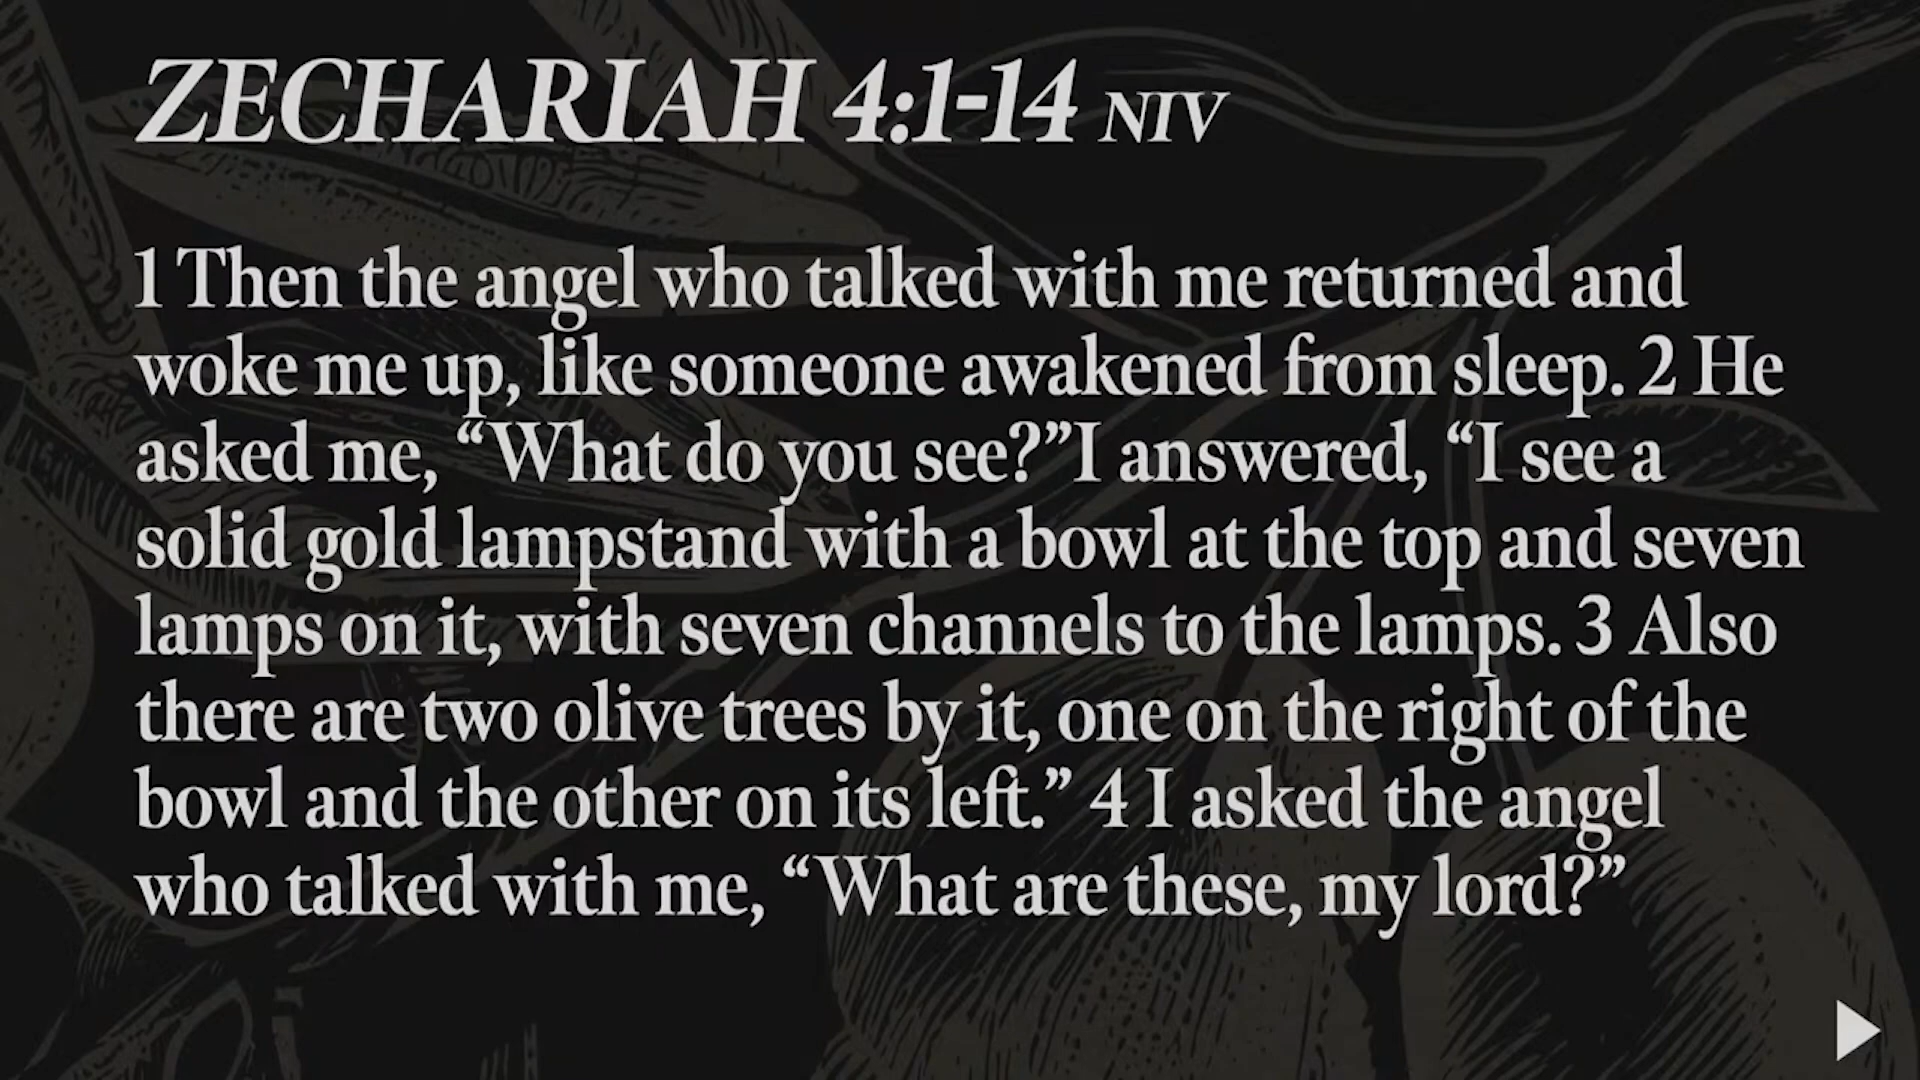 ZECHARIAH 4:1-14 NIV
1 Then the angel who talked with me returned and
woke me up, like someone awakened from sleep. 2 He
asked me, “What do you see?”I answered, “I see a
solid gold lampstand with a bowl at the top and seven
lamps on it, with seven channels to the lamps. 3 Also
there are two olive trees by it, one on the right of the
bowl and the other on its left.” 4 I asked the angel
who talked with me, “What are these, my lord?”